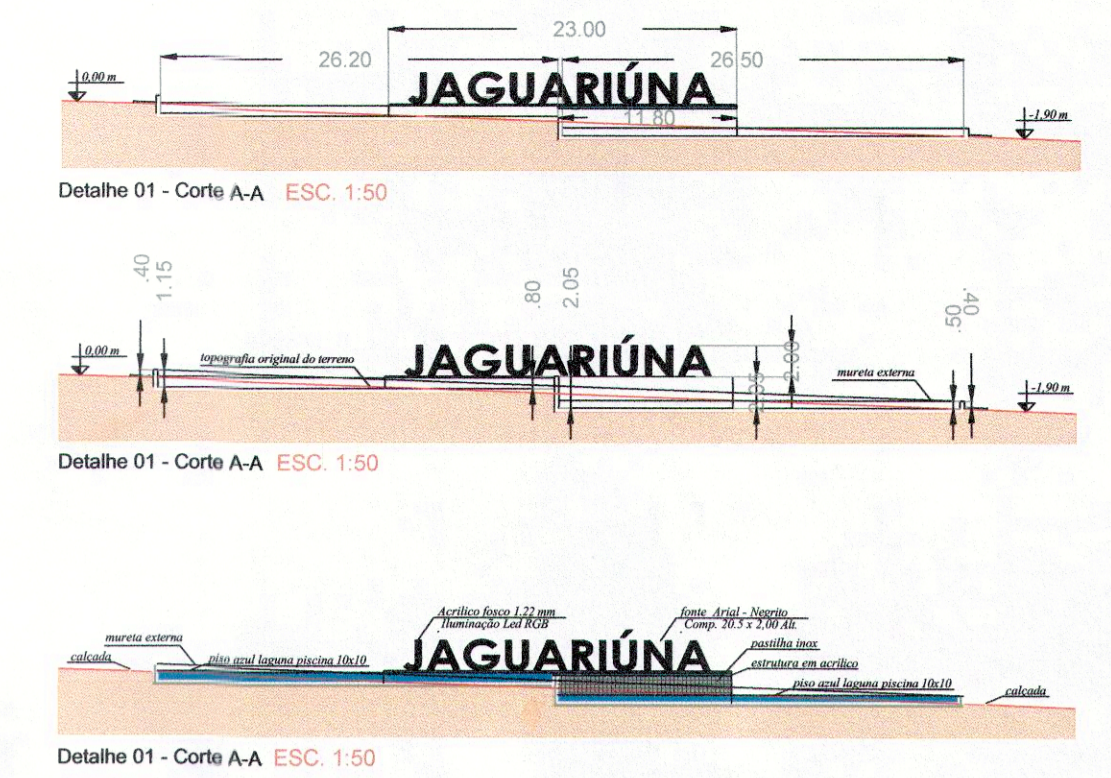 23.00
26.20
26.50
0,00 m
JAGUARIÚNA
11.80
-1,90 m
Detalhe 01 - Corte A-A ESC. 1:50
.40
1.15
.80
2.05
.50
.40
0,00 m
topografia original do terreno
JAGUARIÚNA
2.00
mureta externa
-1,90 m
Detalhe 01 - Corte A-A ESC. 1:50
Acrilico fosco 1.22 mm
Iluminação Led RGB
fonte Arial - Negrito
Comp. 20.5 x 2,00 Alt.
mureta externa
JAGUARIÚNA
pastilha inox
calçada
piso azul laguna piscina 10x10
estrutura em acrilico
piso azul laguna piscina 10x10
calçada
Detalhe 01 - Corte A-A ESC. 1:50